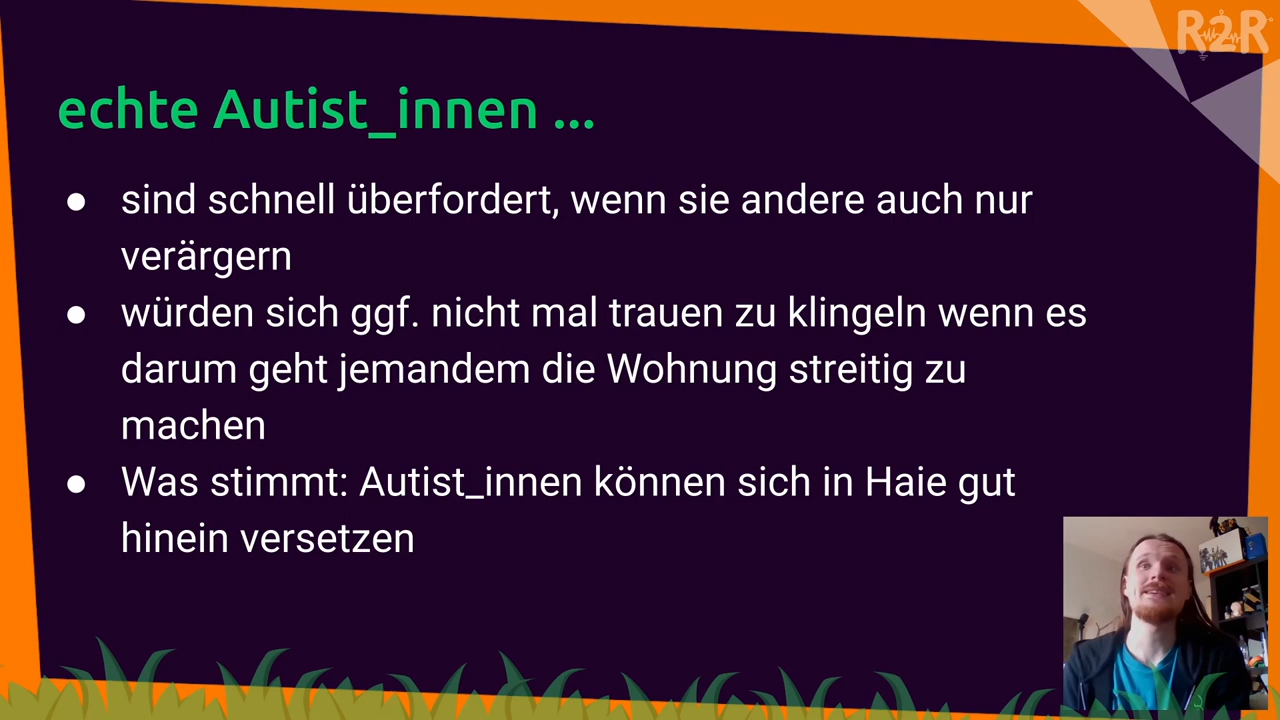 R2R
echte Autist_innen ...
● sind schnell überfordert, wenn sie andere auch nur
verärgern
● würden sich ggf. nicht mal trauen zu klingeln wenn es
darum geht jemandem die Wohnung streitig zu
machen
● Was stimmt: Autist_innen können sich in Haie gut
hinein versetzen